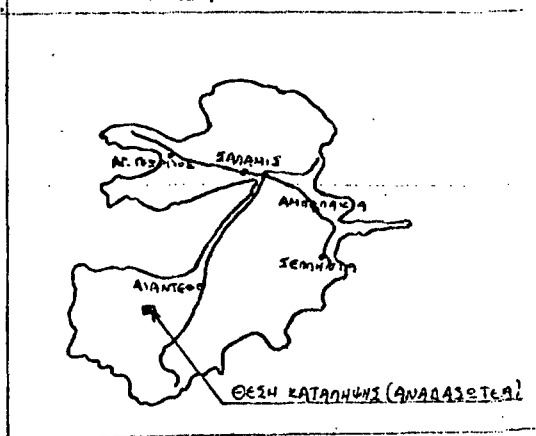 ΣΑΛΑΜΙΣ
ΑΜΠΕΛΑΚΙΑ
ΣΕΛΗΝΙΑ
ΑΙΑΝΤΕΙΟ
ΘΕΣΗ ΚΑΤΑΛΗΨΗΣ (ΑΝΑΔΑΣΩΤΕΑ)